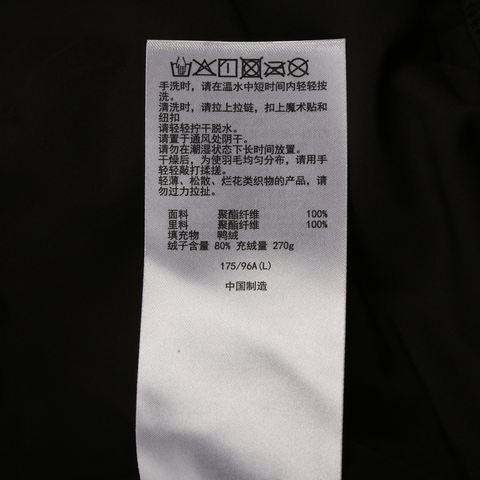 手洗时，请在温水中短时间内轻轻按
洗。
清洗时，请拉上拉链，扣上魔术贴和
纽扣
请轻轻拧干脱水。
请置于通风处阴干。
请勿在潮湿状态下长时间放置。
干燥后，为使羽毛均匀分布，请用手
轻轻敲打揉搓。
轻薄、松散、烂花类织物的产品，请
勿过力拉扯。
面料 聚酯纤维 100%
里料 聚酯纤维 100%
填充物 鸭绒
绒子含量 80% 充绒量 270g
175/96A(L)
中国制造